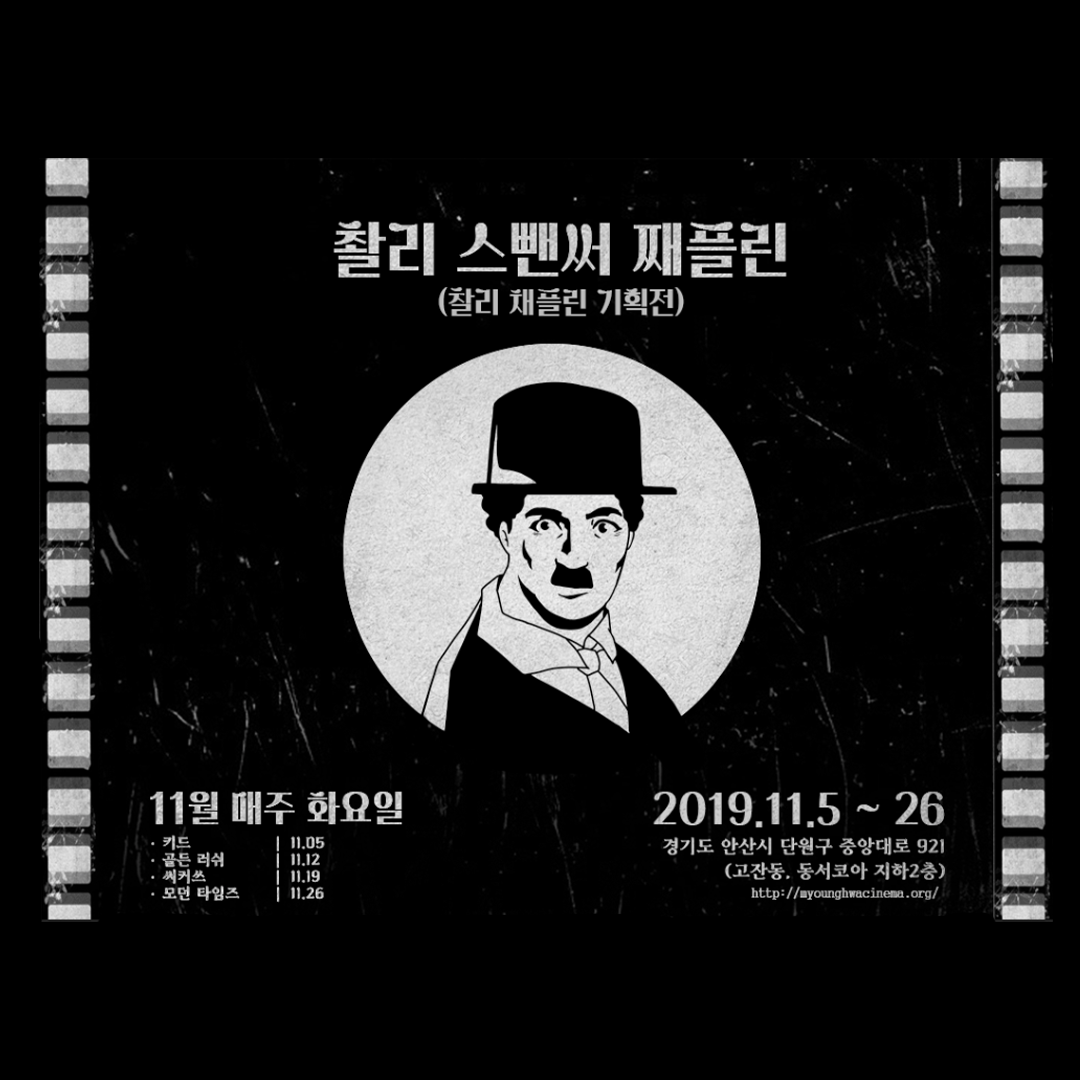 촬리 스뺀써 째플린
(촬리 채플린 기획전)
11월 매주 화요일
· 키드 | 11.05
· 골든 러쉬 | 11.12
· 써커쓰 | 11.19
· 모던 타임즈 | 11.26
2019.11.5 ~ 26
경기도 안산시 단원구 중앙대로 921
(고잔동, 동서코아 지하2층)
http://myounghwacinema.org/